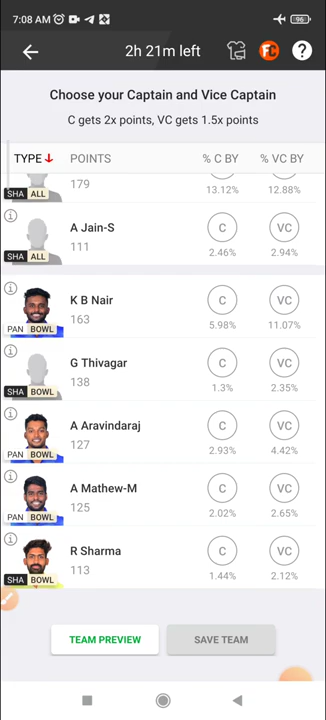 7:08 AM
96
2h 21m left
FC
?
Choose your Captain and Vice Captain
C gets 2x points, VC gets 1.5x points
TYPE POINTS % C BY % VC BY
179 13.12% 12.88%
SHA ALL
A Jain-S
111
C VC
2.46% 2.94%
SHA ALL
K B Nair
163
C VC
5.98% 11.07%
PAN BOWL
G Thivagar
138
C VC
1.3% 2.35%
SHA BOWL
A Aravindaraj
127
C VC
2.93% 4.42%
PAN BOWL
A Mathew-M
125
C VC
2.02% 2.65%
PAN BOWL
R Sharma
113
C VC
1.44% 2.12%
SHA BOWL
TEAM PREVIEW SAVE TEAM